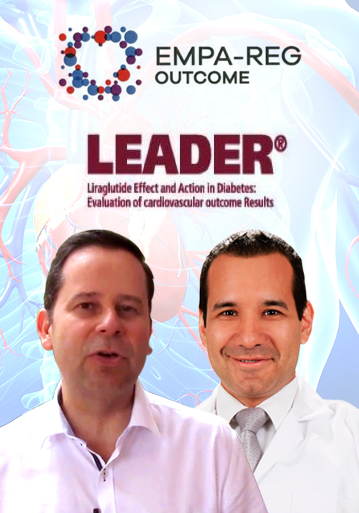 EMPA-REG
OUTCOME
LEADER®
Liraglutide Effect and Action in Diabetes:
Evaluation of cardiovascular outcome Results